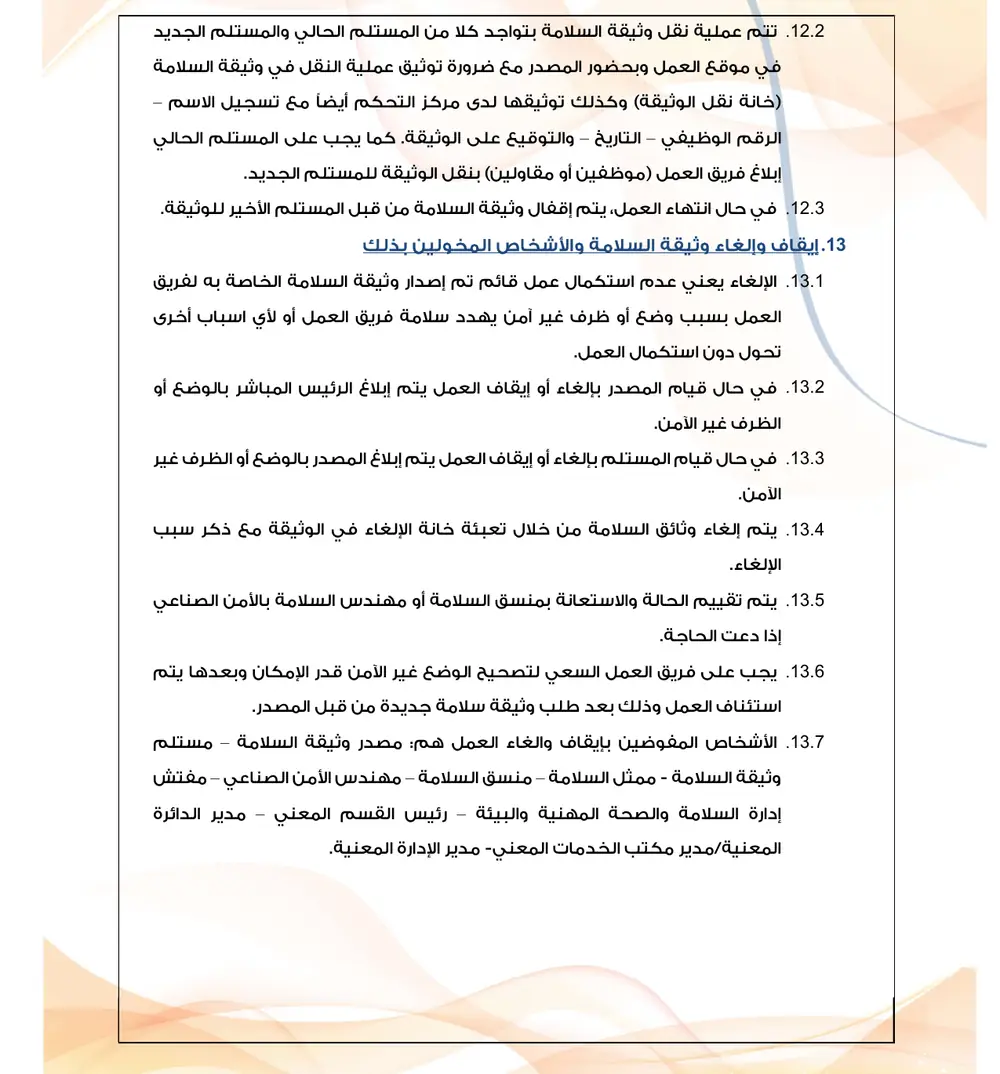 12.2. تتم عملية نقل وثيقة السلامة بتواجد كلا من المستلم الحالي والمستلم الجديد
في موقع العمل وبحضور المصدر مع ضرورة توثيق عملية النقل في وثيقة السلامة
(خانة نقل الوثيقة) وكذلك توثيقها لدى مركز التحكم أيضاً مع تسجيل الاسم –
الرقم الوظيفي – التاريخ – والتوقيع على الوثيقة. كما يجب على المستلم الحالي
إبلاغ فريق العمل (موظفين أو مقاولين) بنقل الوثيقة للمستلم الجديد.
12.3. في حال انتهاء العمل، يتم إقفال وثيقة السلامة من قبل المستلم الأخير للوثيقة.
13. إيقاف وإلغاء وثيقة السلامة والأشخاص المخولين بذلك
13.1. الإلغاء يعني عدم استكمال عمل قائم تم إصدار وثيقة السلامة الخاصة به لفريق
العمل بسبب وضع أو ظرف غير آمن يهدد سلامة فريق العمل أو لأي اسباب أخرى
تحول دون استكمال العمل.
13.2. في حال قيام المصدر بإلغاء أو إيقاف العمل يتم إبلاغ الرئيس المباشر بالوضع أو
الظرف غير الآمن.
13.3. في حال قيام المستلم بإلغاء أو إيقاف العمل يتم إبلاغ المصدر بالوضع أو الظرف غير
الآمن.
13.4. يتم إلغاء وثائق السلامة من خلال تعبئة خانة الإلغاء في الوثيقة مع ذكر سبب
الإلغاء.
13.5. يتم تقييم الحالة والاستعانة بمنسق السلامة أو مهندس السلامة بالأمن الصناعي
إذا دعت الحاجة.
13.6. يجب على فريق العمل السعي لتصحيح الوضع غير الآمن قدر الإمكان وبعدها يتم
استئناف العمل وذلك بعد طلب وثيقة سلامة جديدة من قبل المصدر.
13.7. الأشخاص المفوضين بإيقاف والغاء العمل هم: مصدر وثيقة السلامة – مستلم
وثيقة السلامة - ممثل السلامة – منسق السلامة – مهندس الأمن الصناعي – مفتش
إدارة السلامة والصحة المهنية والبيئة – رئيس القسم المعني – مدير الدائرة
المعنية/مدير مكتب الخدمات المعني- مدير الإدارة المعنية.